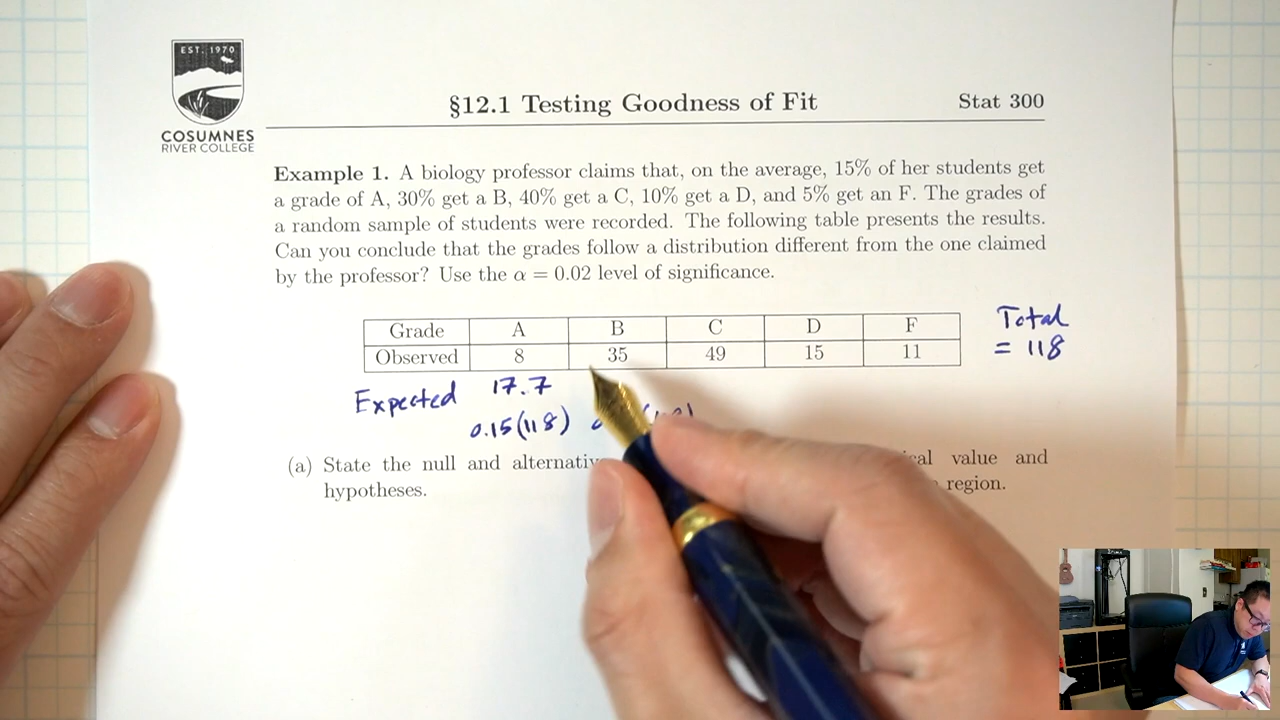 EST. 1970
COSUMNES
RIVER COLLEGE
§12.1 Testing Goodness of Fit
Stat 300
Example 1. A biology professor claims that, on the average, 15% of her students get
a grade of A, 30% get a B, 40% get a C, 10% get a D, and 5% get an F. The grades of
a random sample of students were recorded. The following table presents the results.
Can you conclude that the grades follow a distribution different from the one claimed
by the professor? Use the α = 0.02 level of significance.
Grade A B C D F
Observed 8 35 49 15 11
Total
= 118
Expected 17.7
0.15(118)
(a) State the null and
hypotheses.
value and
region.